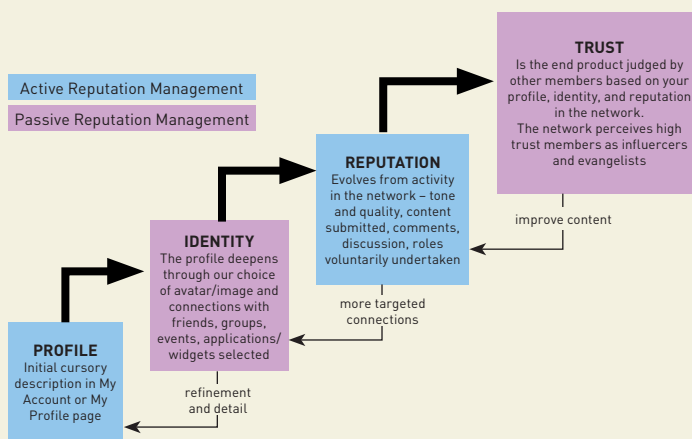 Active Reputation Management
Passive Reputation Management
TRUST
Is the end product judged by
other members based on your
profile, identity, and reputation
in the network.
The network perceives high
trust members as influencers
and evangelists
improve content
REPUTATION
Evolves from activity
in the network – tone
and quality, content
submitted, comments,
discussion, roles
voluntarily undertaken
more targeted
connections
IDENTITY
The profile deepens
through our choice
of avatar/image and
connections with
friends, groups,
events, applications/
widgets selected
refinement
and detail
PROFILE
Initial cursory
description in My
Account or My
Profile page